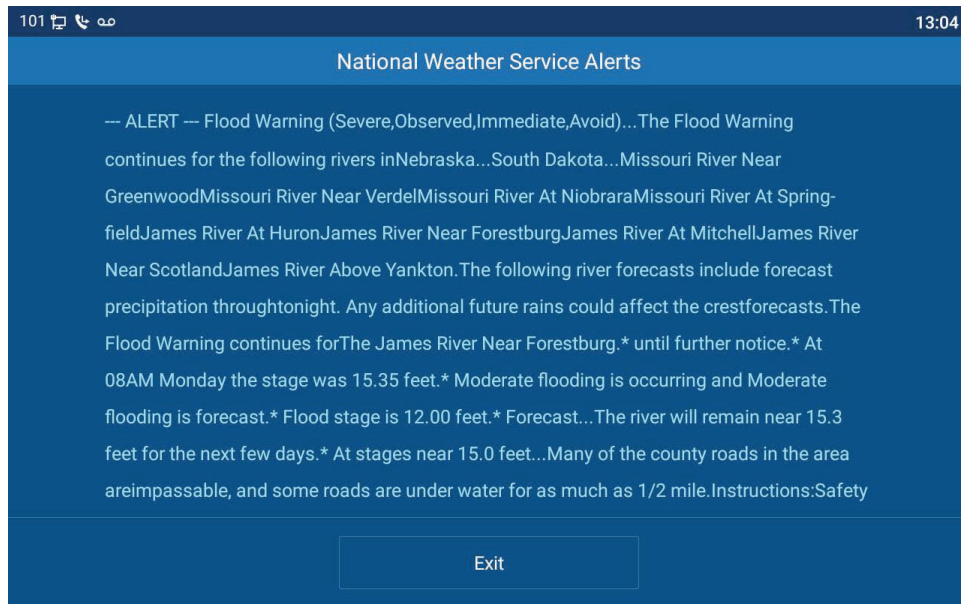 101
13:04
National Weather Service Alerts
--- ALERT --- Flood Warning (Severe,Observed,Immediate,Avoid)...The Flood Warning
continues for the following rivers inNebraska...South Dakota...Missouri River Near
GreenwoodMissouri River Near VerdelMissouri River At NiobraraMissouri River At Spring-
fieldJames River At HuronJames River Near ForestburgJames River At MitchellJames River
Near ScotlandJames River Above Yankton.The following river forecasts include forecast
precipitation throughtonight. Any additional future rains could affect the crestforecasts.The
Flood Warning continues forThe James River Near Forestburg.* until further notice.* At
08AM Monday the stage was 15.35 feet.* Moderate flooding is occurring and Moderate
flooding is forecast.* Flood stage is 12.00 feet.* Forecast...The river will remain near 15.3
feet for the next few days.* At stages near 15.0 feet...Many of the county roads in the area
areimpassable, and some roads are under water for as much as 1/2 mile.Instructions:Safety
Exit